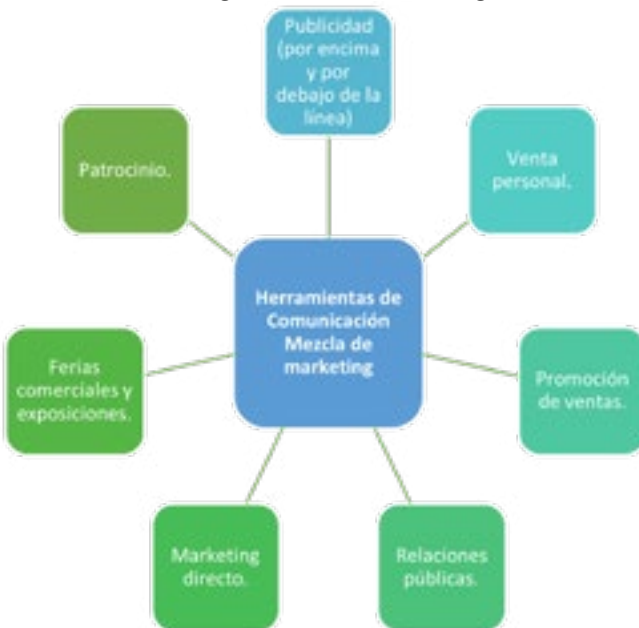 Publicidad
(por encima
y por
debajo de la
línea)
Venta
personal.
Promoción
de ventas.
Relaciones
públicas.
Marketing
directo.
Ferias
comerciales y
exposiciones.
Patrocinio.
Herramientas de
Comunicación
Mezcla de
marketing